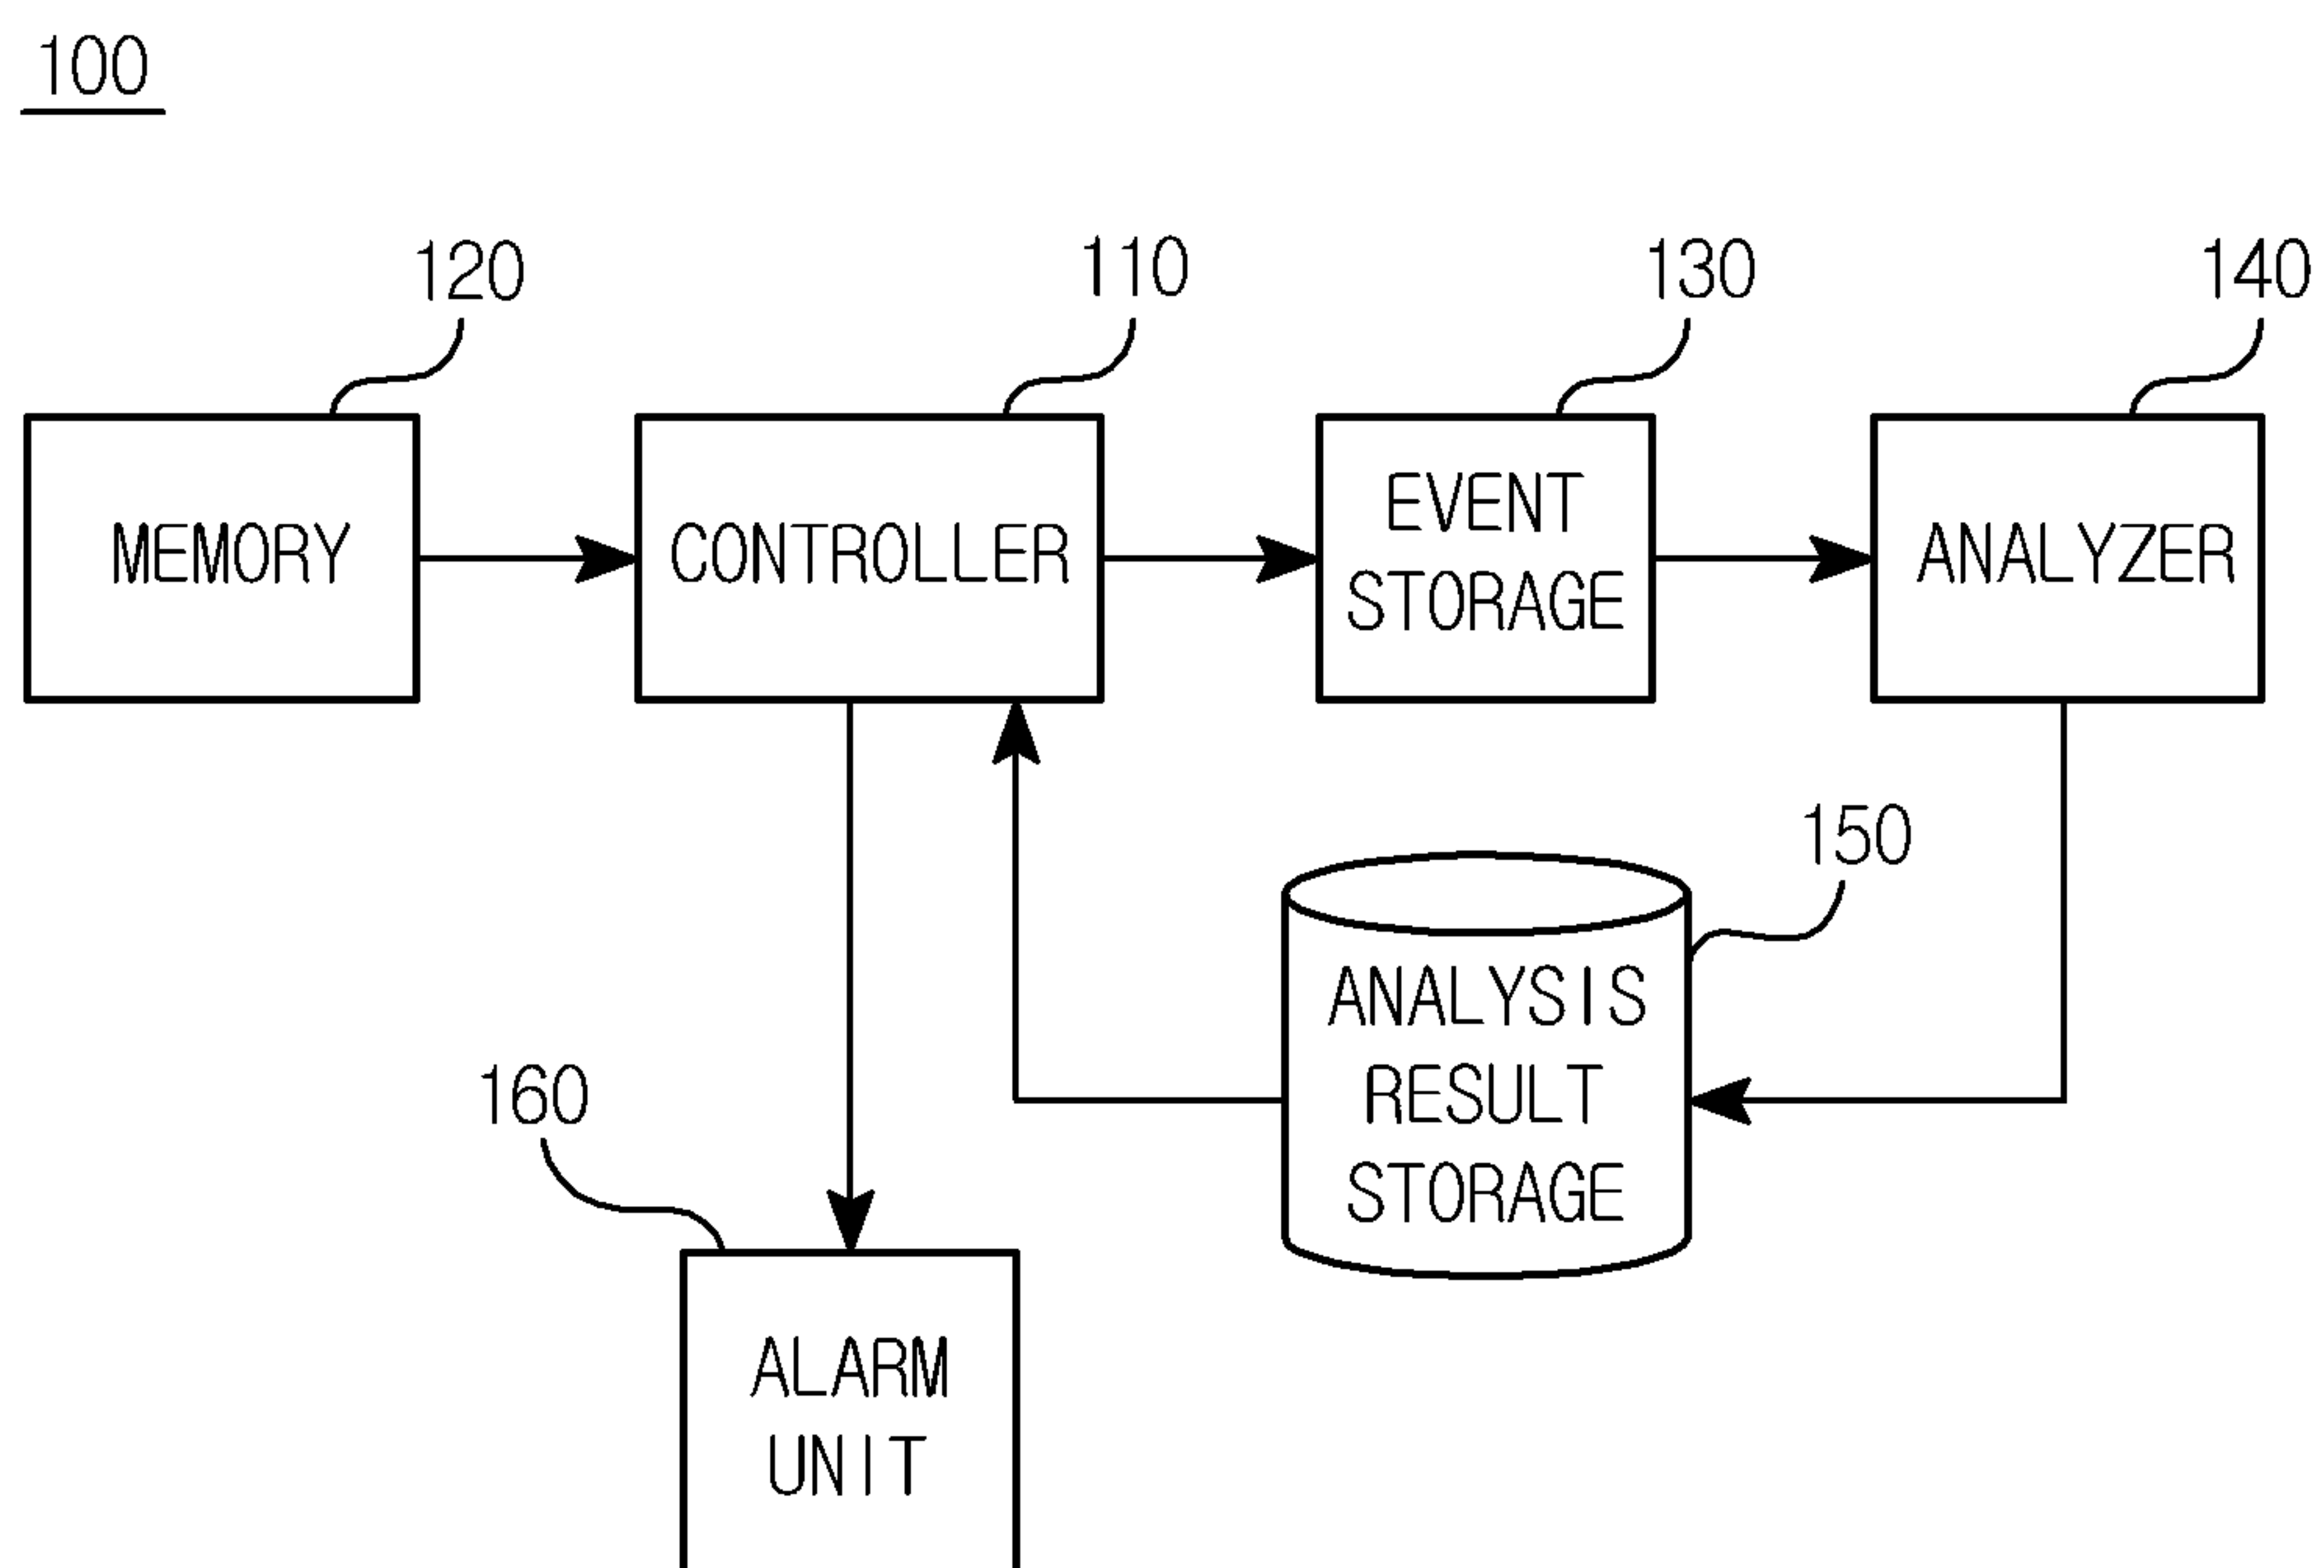 100
120
110
130
140
MEMORY
CONTROLLER
EVENT
STORAGE
ANALYZER
150
ANALYSIS
RESULT
STORAGE
160
ALARM
UNIT